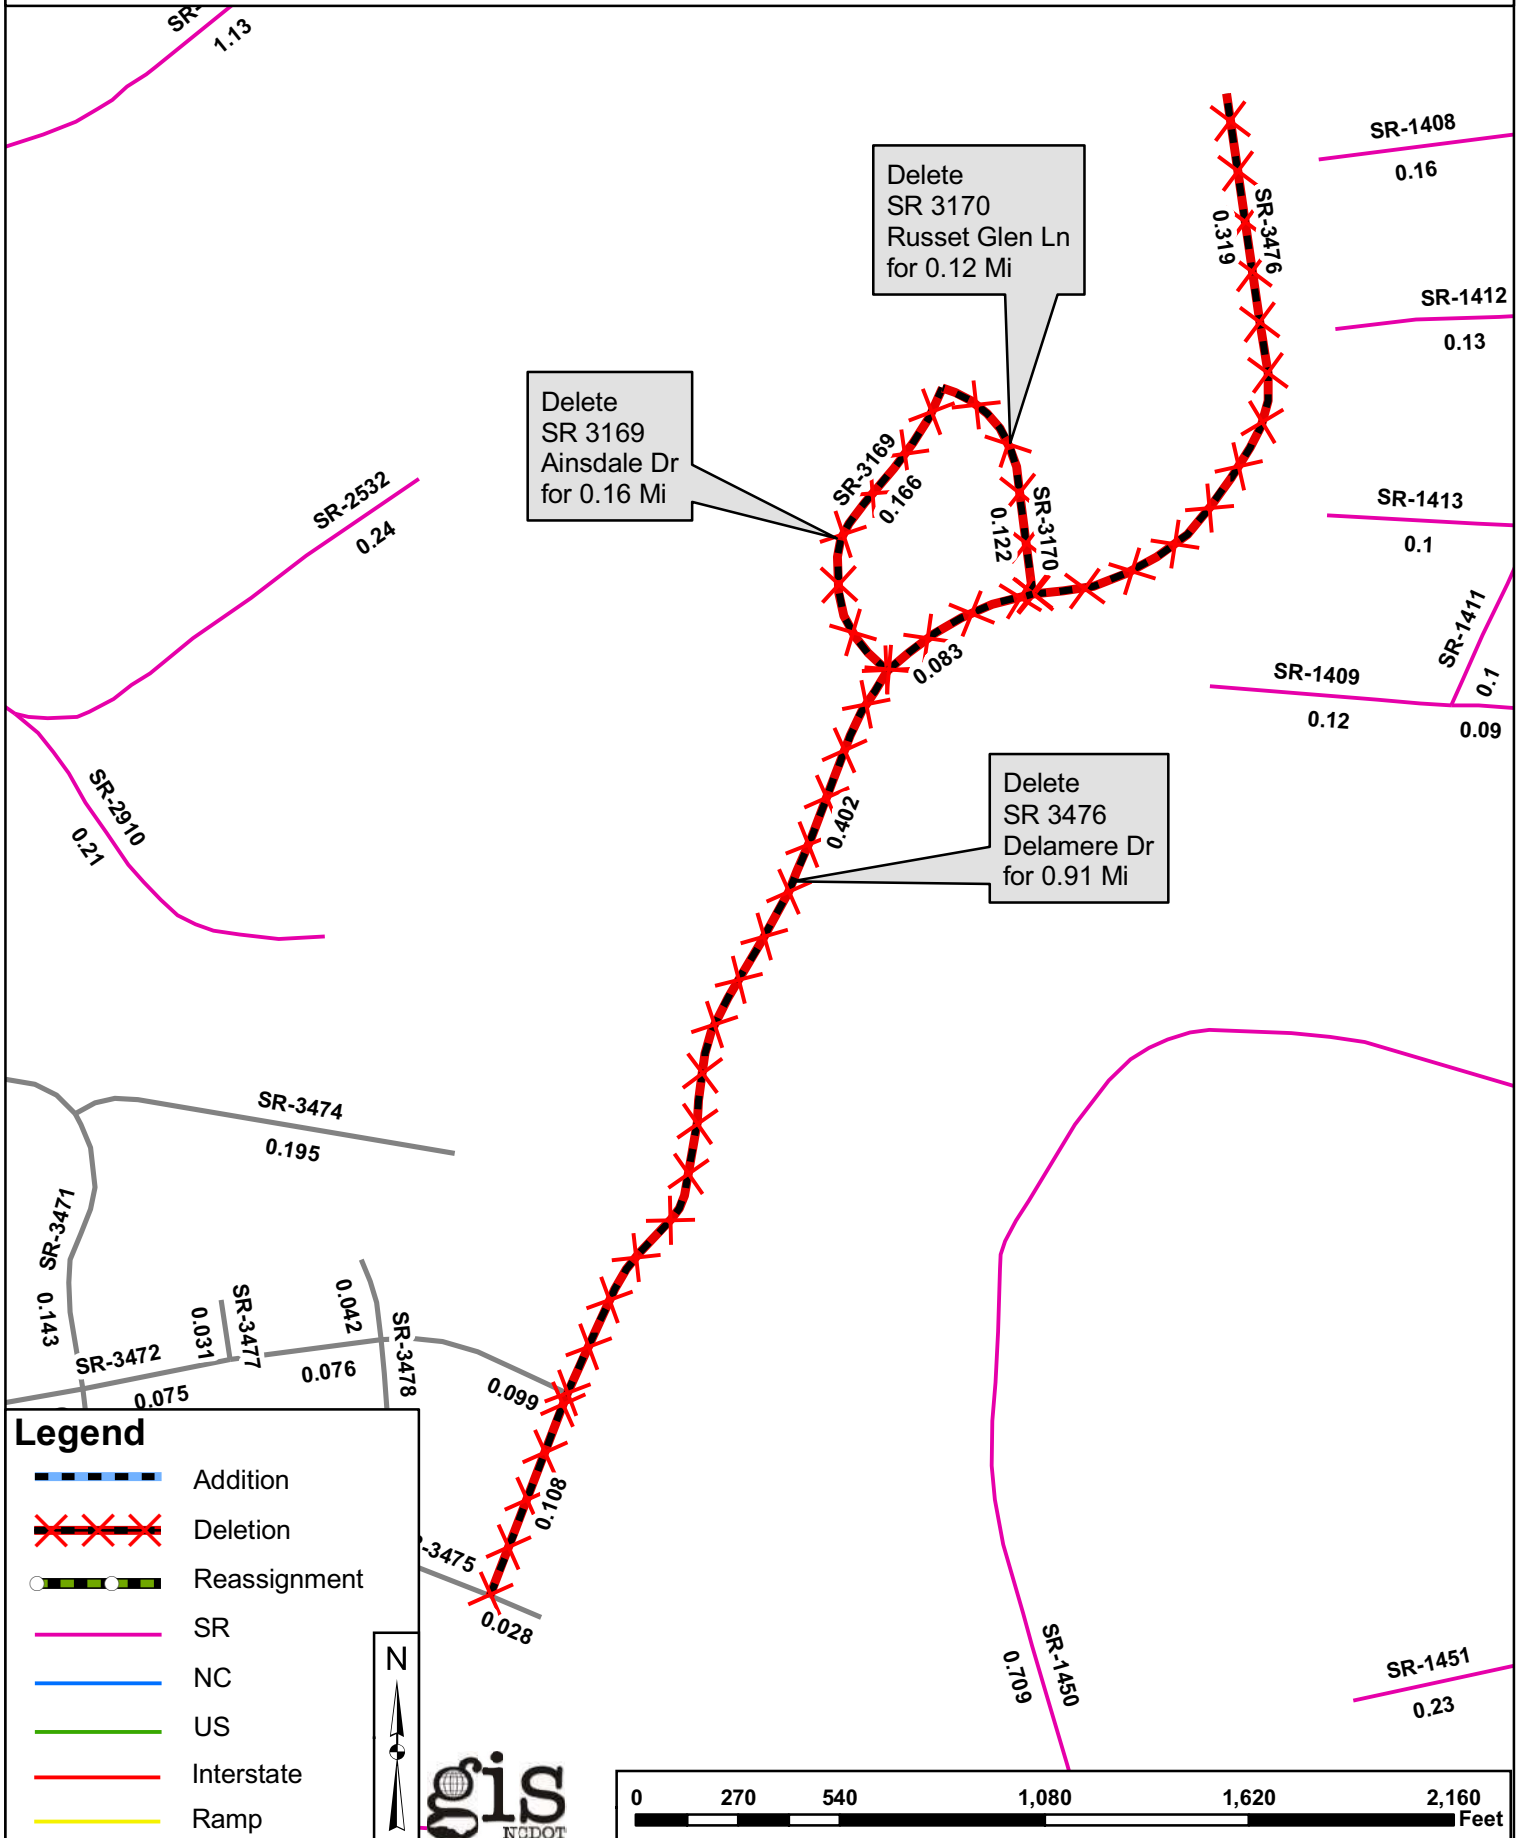 SR-
1.13
SR-1408
0.16
Delete
SR 3170
Russet Glen Ln
for 0.12 Mi
SR-3476
0.319
SR-1412
0.13
Delete
SR 3169
Ainsdale Dr
for 0.16 Mi
SR-3169
0.166
SR-3170
0.122
SR-2532
0.24
SR-1413
0.1
SR-1411
0.1
0.083
SR-1409
0.12
0.09
SR-2910
0.21
0.402
Delete
SR 3476
Delamere Dr
for 0.91 Mi
SR-3474
0.195
SR-3471
0.143
SR-3477
0.031
0.042
SR-3478
SR-3472
0.075
0.076
0.099
0.108
-3475
0.028
SR-1450
0.709
SR-1451
0.23
Legend
Addition
Deletion
Reassignment
SR
NC
US
Interstate
Ramp
N
gis
NCDOT
0 270 540 1,080 1,620 2,160
Feet